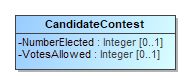 CandidateContest
-NumberElected : Integer [0..1]
-VotesAllowed : Integer [0..1]